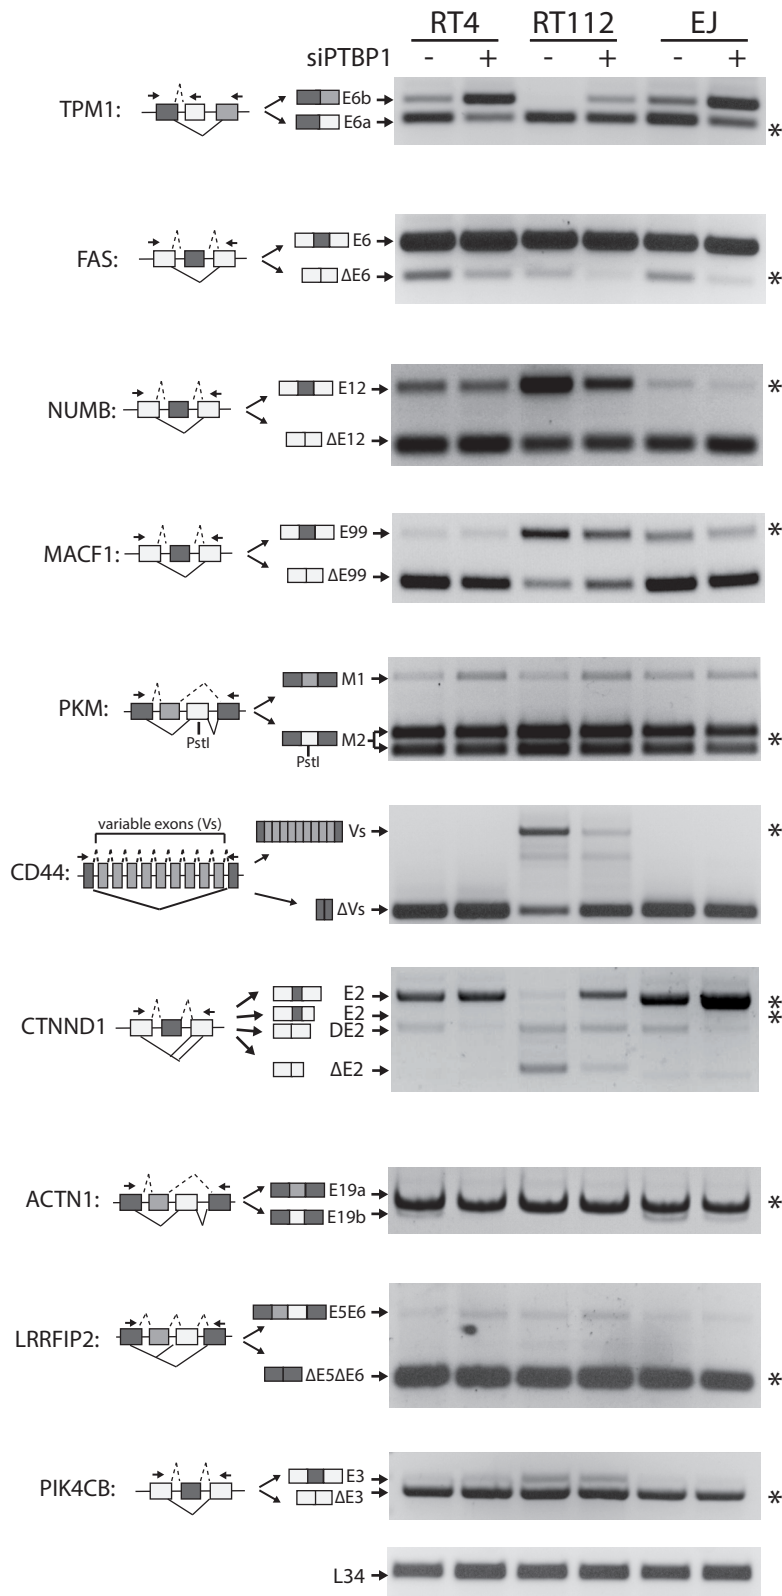 RT4 RT112 EJ
siPTBP1 - + - + - +
TPM1: E6b
E6a *
FAS: E6
ΔE6 *
NUMB: E12 *
ΔE12
MACF1: E99 *
ΔE99
PKM: M1
PstI M2 *
PstI
variable exons (Vs)
CD44: Vs *
ΔVs
CTNND1 E2 *
E2 *
DE2
ΔE2
ACTN1: E19a *
E19b
LRRFIP2: E5E6
ΔE5ΔE6 *
PIK4CB: E3
ΔE3 *
L34